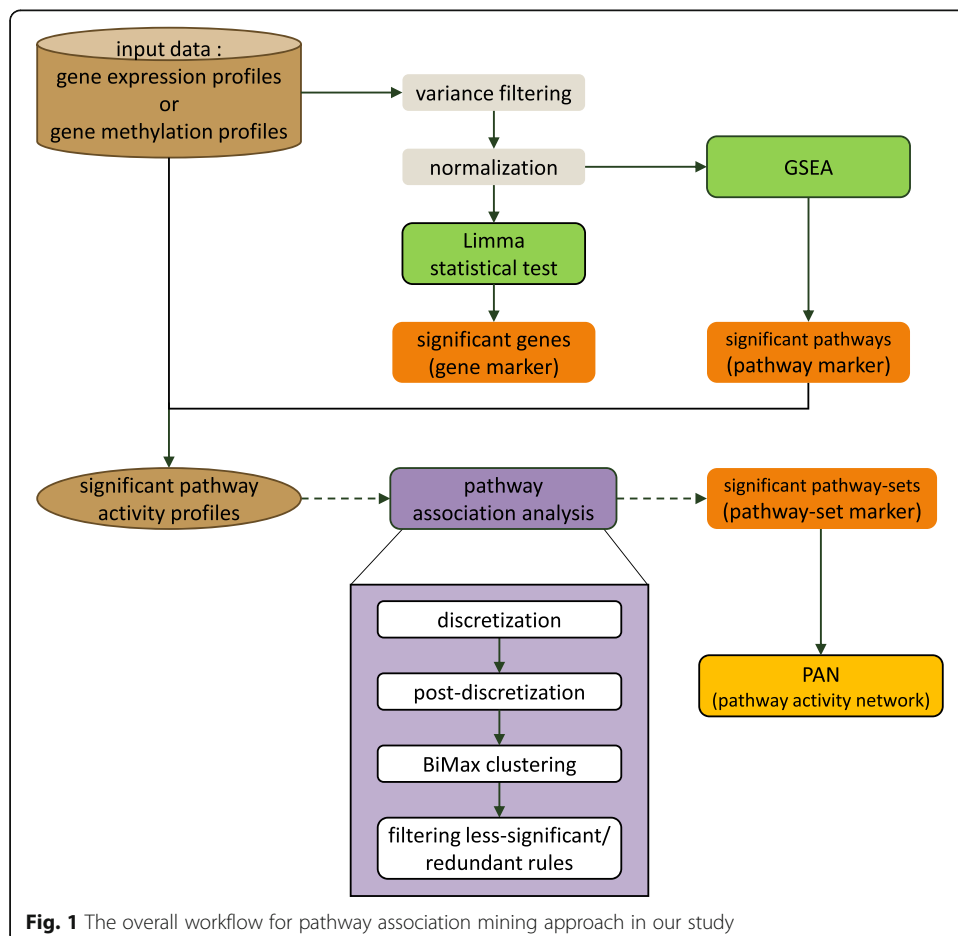 input data :
gene expression profiles
or
gene methylation profiles
variance filtering
normalization
GSEA
Limma
statistical test
significant genes
(gene marker)
significant pathways
(pathway marker)
significant pathway
activity profiles
pathway
association analysis
significant pathway-sets
(pathway-set marker)
discretization
post-discretization
BiMax clustering
filtering less-significant/
redundant rules
PAN
(pathway activity network)
Fig. 1 The overall workflow for pathway association mining approach in our study